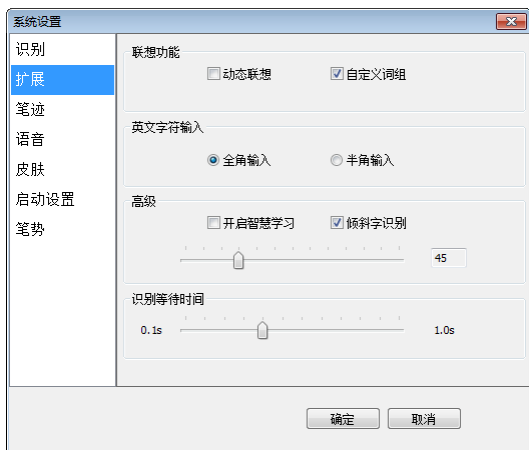 系统设置
识别
扩展
笔迹
语音
皮肤
启动设置
笔势
联想功能
动态联想 自定义词组
英文字符输入
全角输入 半角输入
高级
开启智慧学习 倾斜字识别
45
识别等待时间
0.1s 1.0s
确定 取消